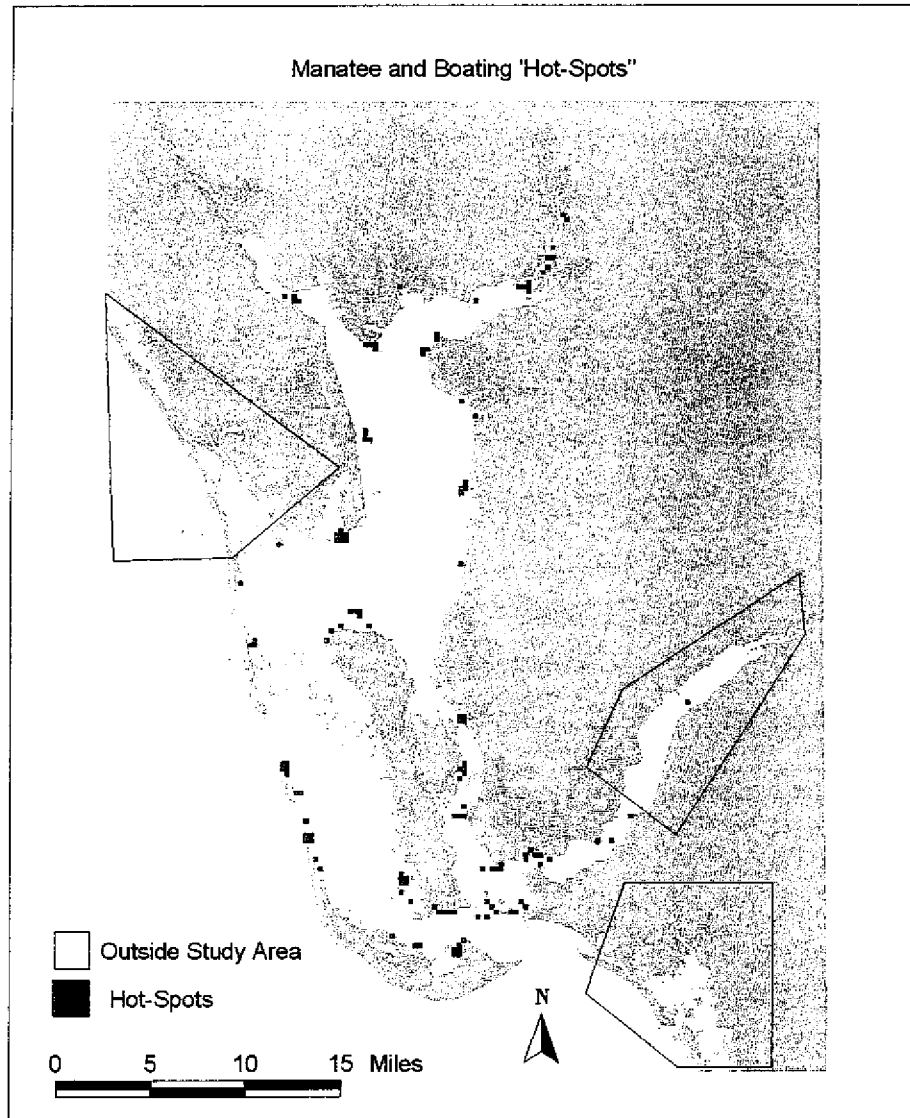 Manatee and Boating 'Hot-Spots"
Outside Study Area
Hot-Spots
N
0 5 10 15 Miles